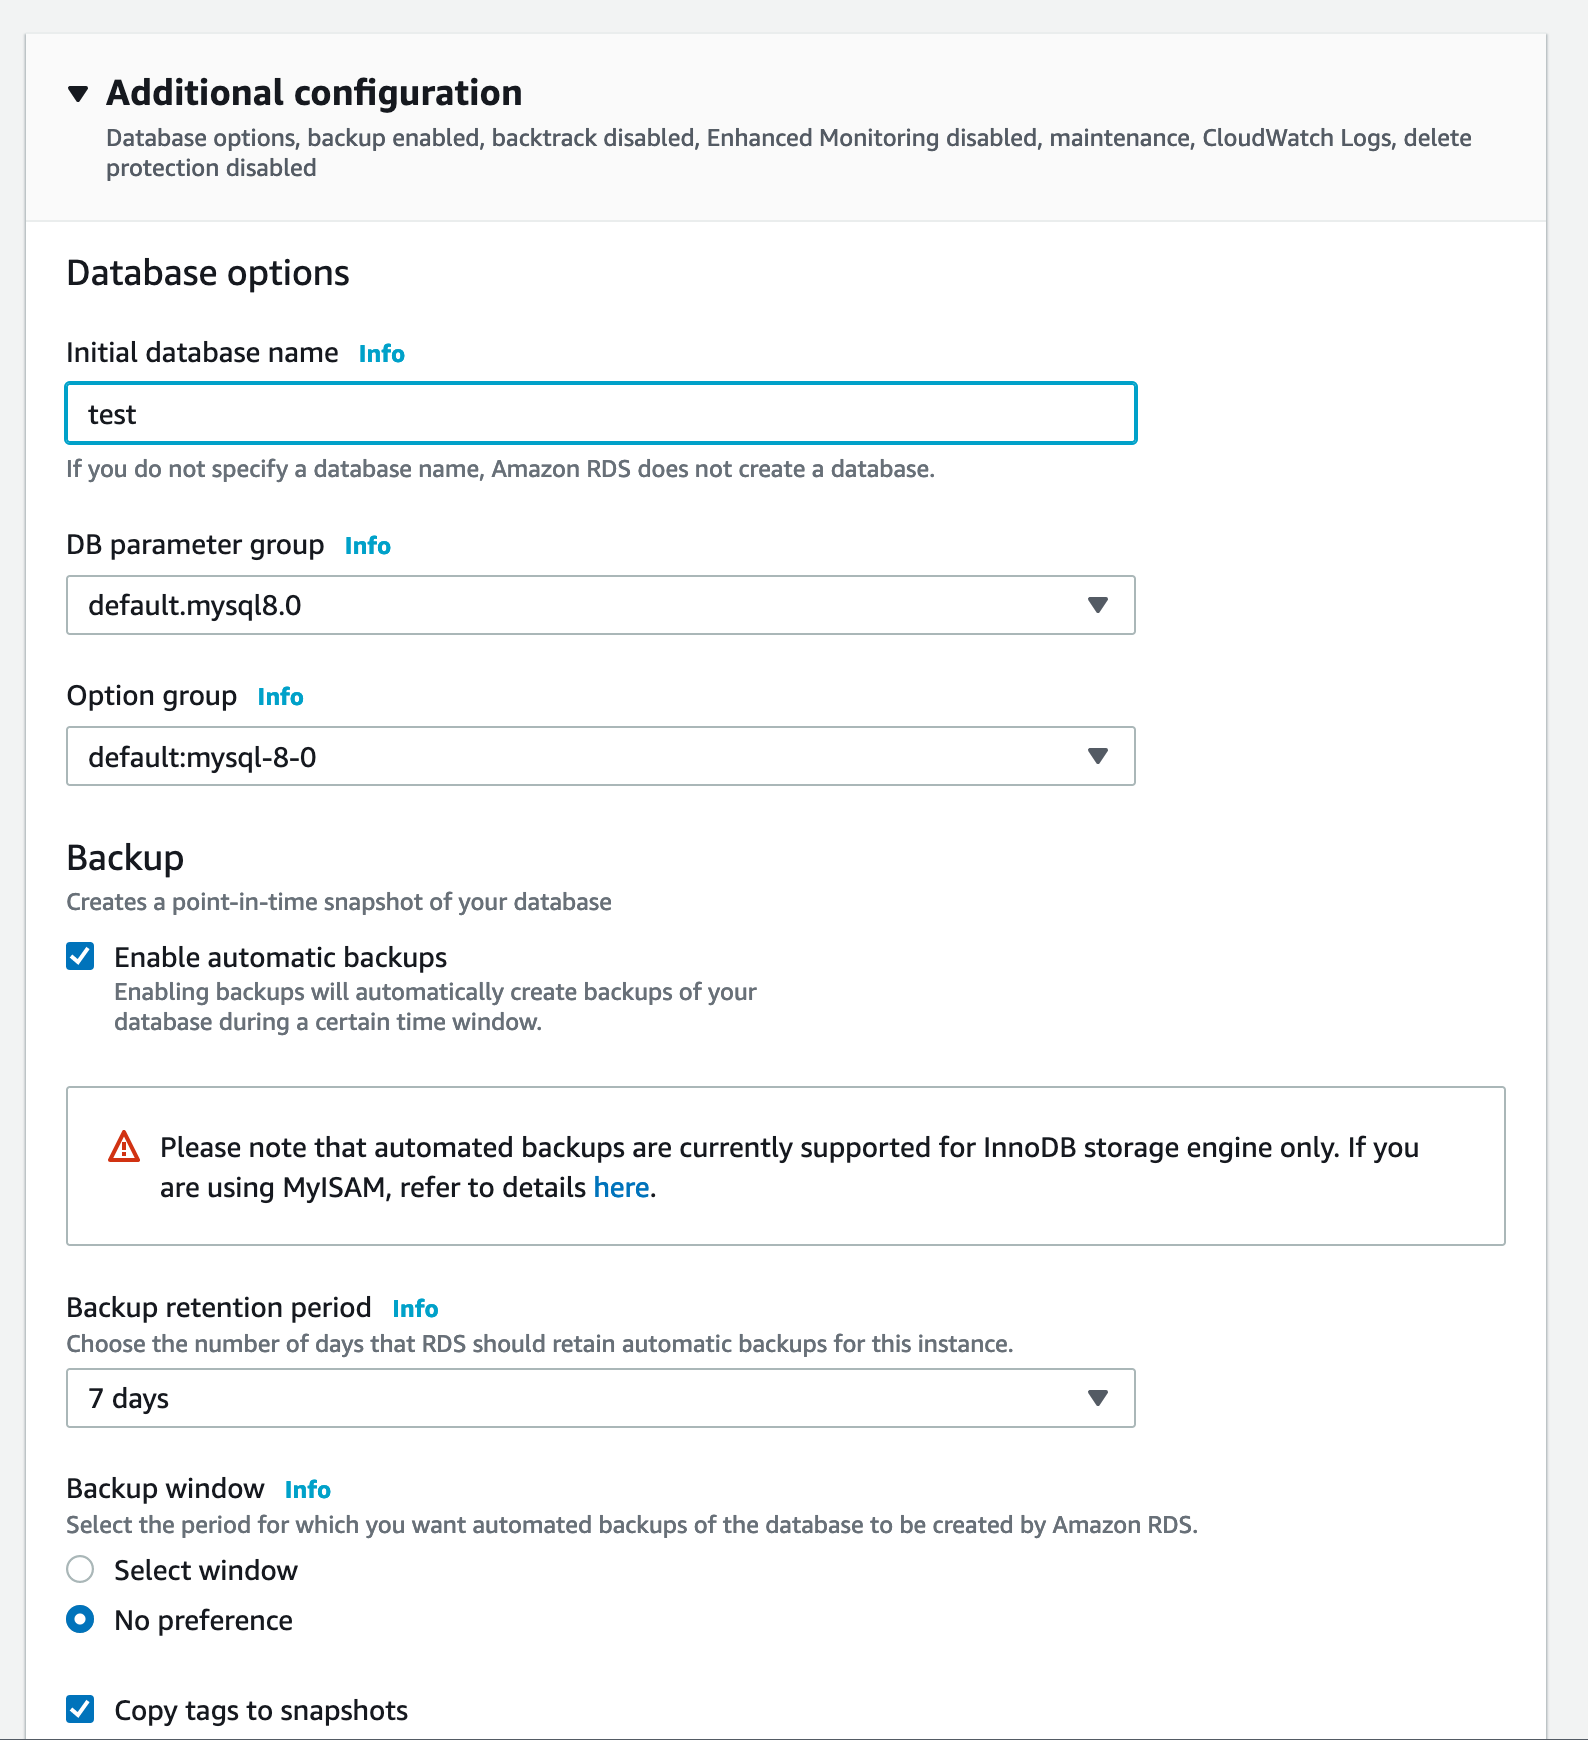 Additional configuration
Database options, backup enabled, backtrack disabled, Enhanced Monitoring disabled, maintenance, CloudWatch Logs, delete
protection disabled
Database options
Initial database name Info
test
If you do not specify a database name, Amazon RDS does not create a database.
DB parameter group Info
default.mysql8.0
Option group Info
default:mysql-8-0
Backup
Creates a point-in-time snapshot of your database
Enable automatic backups
Enabling backups will automatically create backups of your
database during a certain time window.
Please note that automated backups are currently supported for InnoDB storage engine only. If you
are using MyISAM, refer to details here.
Backup retention period Info
Choose the number of days that RDS should retain automatic backups for this instance.
7 days
Backup window Info
Select the period for which you want automated backups of the database to be created by Amazon RDS.
Select window
No preference
Copy tags to snapshots